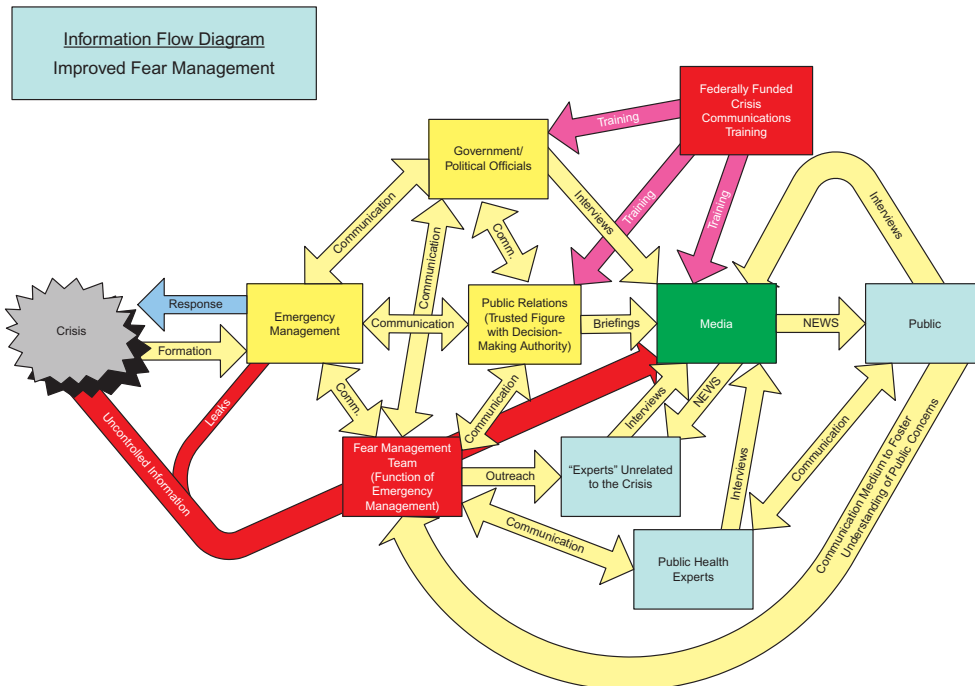 Information Flow Diagram
Improved Fear Management
Federally Funded
Crisis
Communications
Training
Training
Government/
Political Officials
Training
Training
Interviews
Interviews
Communication
Comm.
Communication
Crisis
Response
Formation
Emergency
Management
Communication
Public Relations
(Trusted Figure
with Decision-
Making Authority)
Briefings
Media
NEWS
Public
Leaks
Uncontrolled Information
Comm.
Communication
Interviews
NEWS
Fear Management
Team
(Function of
Emergency
Management)
Outreach
“Experts” Unrelated
to the Crisis
Interviews
Communication
Communication Medium to Foster
Understanding of Public Concerns
Communication
Public Health
Experts